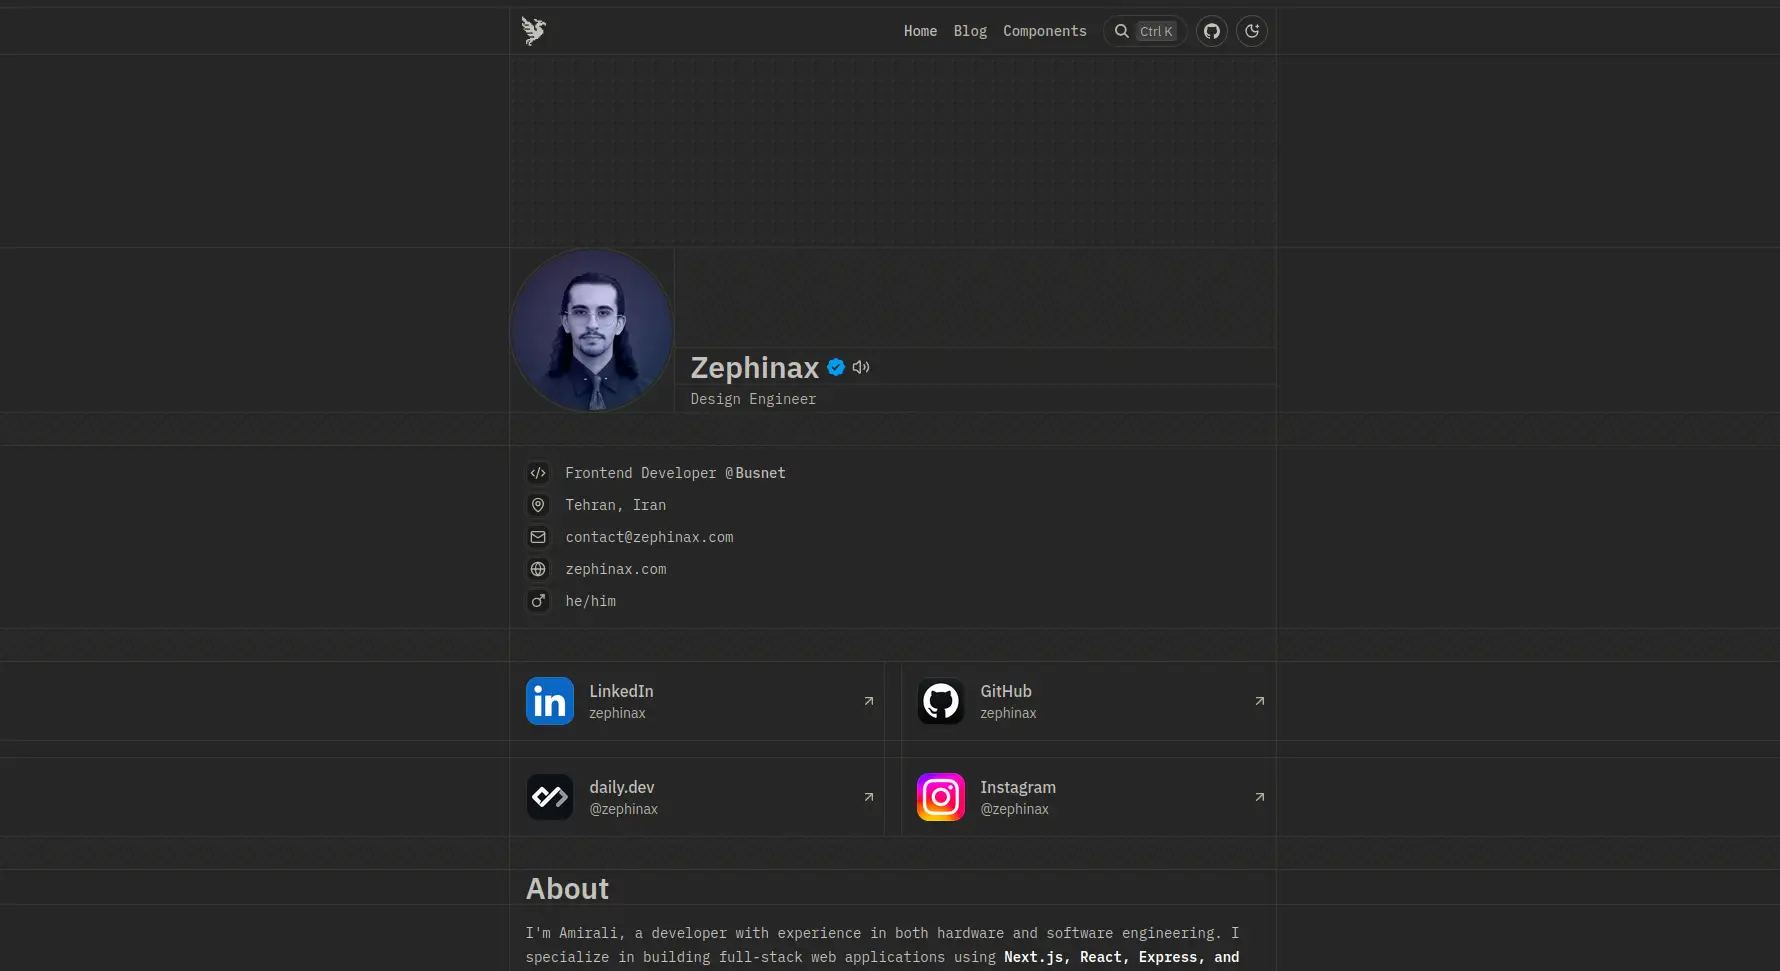 Home Blog Components Ctrl K
Zephinax
Design Engineer
Frontend Developer @Busnet
Tehran, Iran
contact@zephinax.com
zephinax.com
he/him
LinkedIn
zephinax
GitHub
zephinax
daily.dev
@zephinax
Instagram
@zephinax
About
I'm Amirali, a developer with experience in both hardware and software engineering. I
specialize in building full-stack web applications using Next.js, React, Express, and